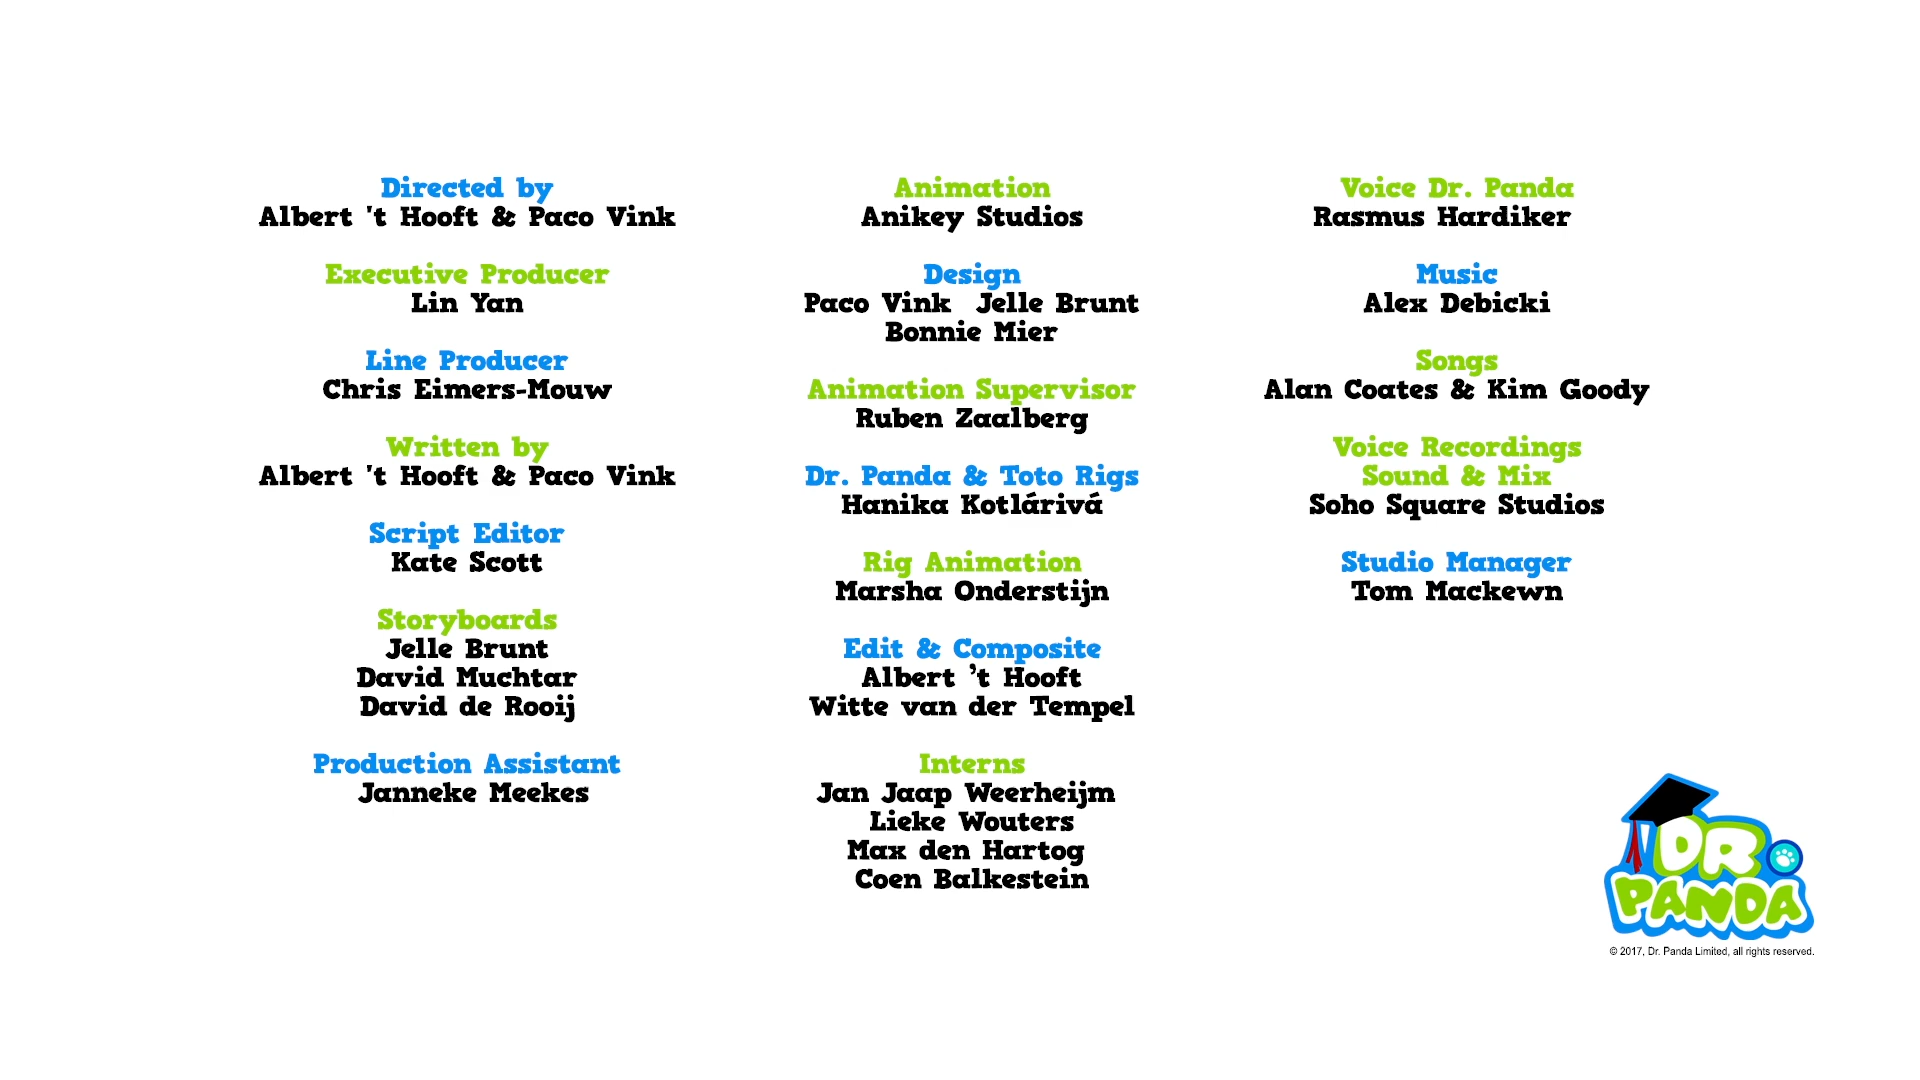 Directed by
Albert 't Hooft & Paco Vink
Executive Producer
Lin Yan
Line Producer
Chris Eimers-Mouw
Written by
Albert 't Hooft & Paco Vink
Script Editor
Kate Scott
Storyboards
Jelle Brunt
David Muchtar
David de Rooij
Production Assistant
Janneke Meekes
Animation
Anikey Studios
Design
Paco Vink  Jelle Brunt
Bonnie Mier
Animation Supervisor
Ruben Zaalberg
Dr. Panda & Toto Rigs
Hanika Kotlárivá
Rig Animation
Marsha Onderstijn
Edit & Composite
Albert ’t Hooft
Witte van der Tempel
Interns
Jan Jaap Weerheijm
Lieke Wouters
Max den Hartog
Coen Balkestein
Voice Dr. Panda
Rasmus Hardiker
Music
Alex Debicki
Songs
Alan Coates & Kim Goody
Voice Recordings
Sound & Mix
Soho Square Studios
Studio Manager
Tom Mackewn
DR.
PANDA
© 2017, Dr. Panda Limited, all rights reserved.